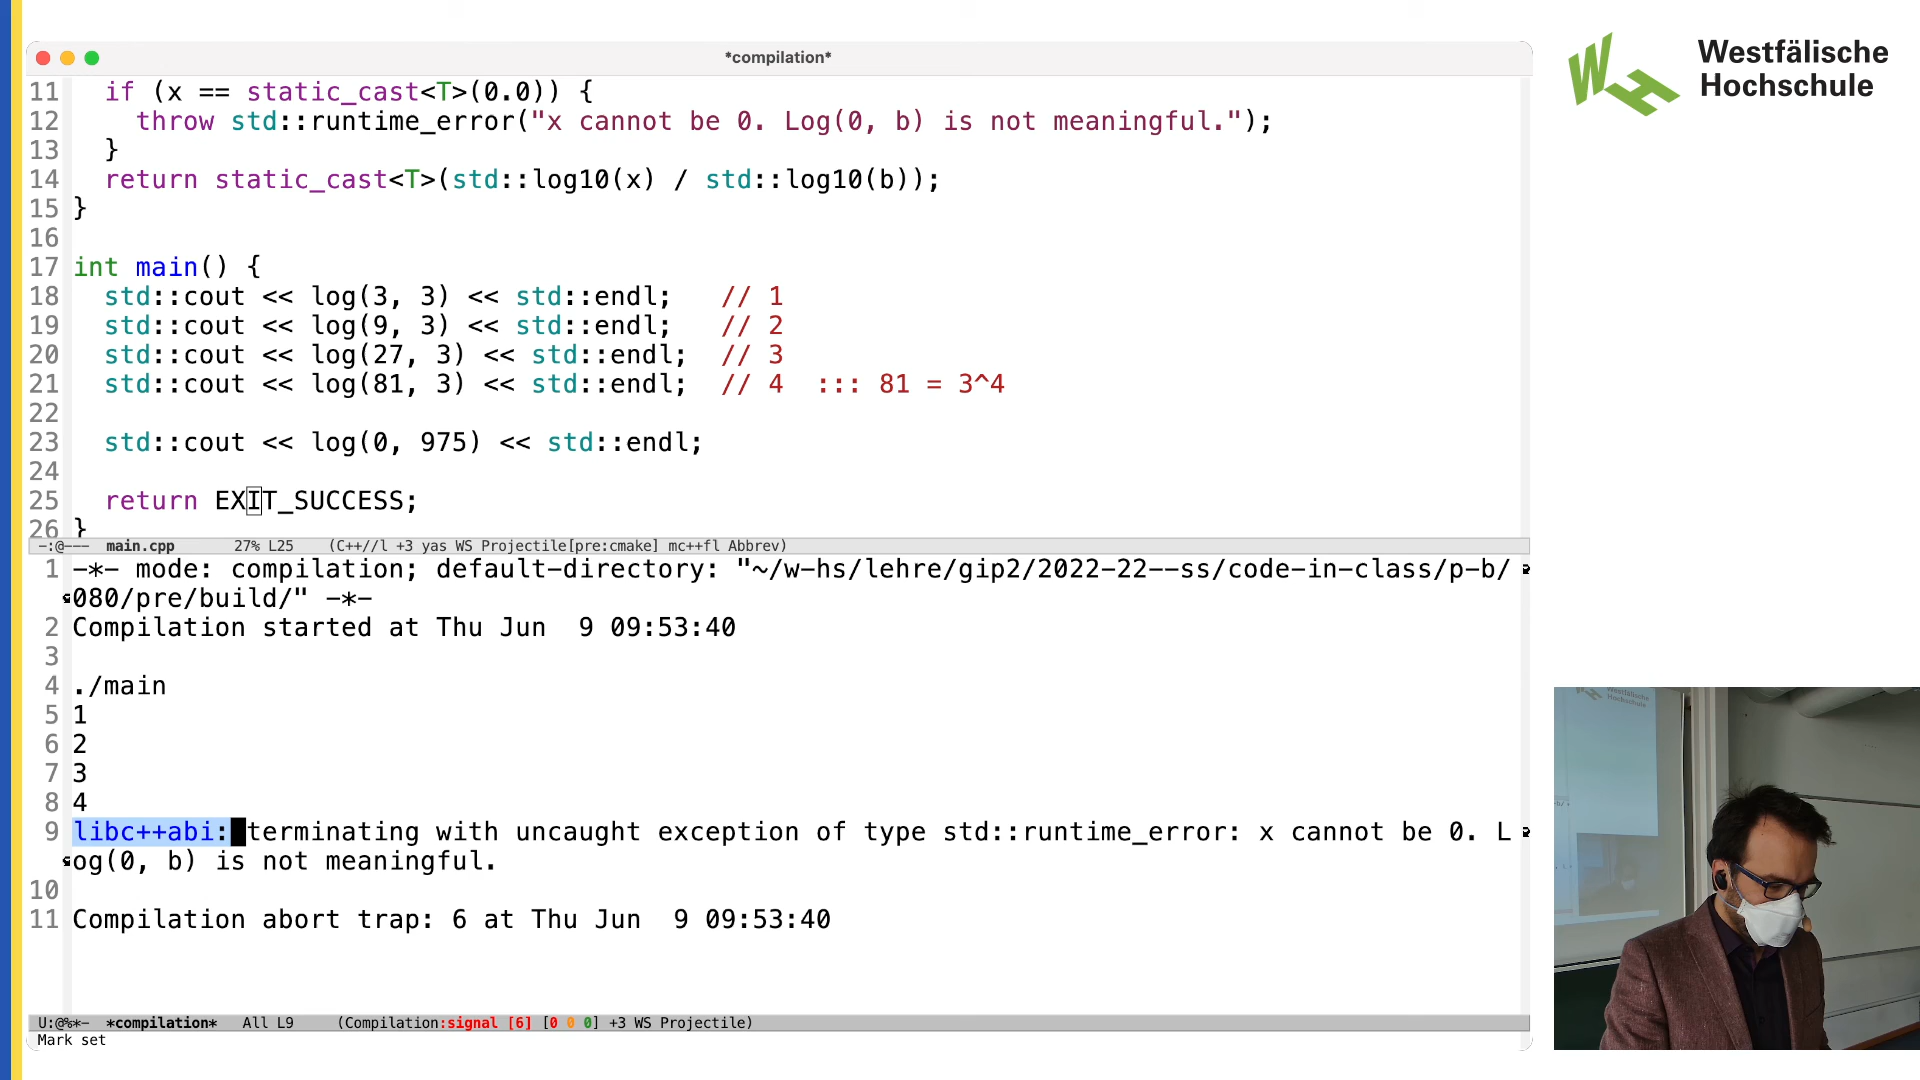 *compilation*
Westfälische
Hochschule
11 if (x == static_cast<T>(0.0)) {
12 throw std::runtime_error("x cannot be 0. Log(0, b) is not meaningful.");
13 }
14 return static_cast<T>(std::log10(x) / std::log10(b));
15 }
16
17 int main() {
18 std::cout << log(3, 3) << std::endl; // 1
19 std::cout << log(9, 3) << std::endl; // 2
20 std::cout << log(27, 3) << std::endl; // 3
21 std::cout << log(81, 3) << std::endl; // 4 ::: 81 = 3^4
22
23 std::cout << log(0, 975) << std::endl;
24
25 return EXIT_SUCCESS;
26 }
-:@--- main.cpp 27% L25 (C++//l +3 yas WS Projectile[pre:cmake] mc++fl Abbrev)
1 -*- mode: compilation; default-directory: "~/w-hs/lehre/gip2/2022-22--ss/code-in-class/p-b/
080/pre/build/" -*-
2 Compilation started at Thu Jun  9 09:53:40
3
4 ./main
5 1
6 2
7 3
8 4
9 libc++abi: terminating with uncaught exception of type std::runtime_error: x cannot be 0. L
og(0, b) is not meaningful.
10
11 Compilation abort trap: 6 at Thu Jun  9 09:53:40
U:@%*- *compilation* All L9 (Compilation:signal [6] [0 0 0] +3 WS Projectile)
Mark set
Westfälische
Hochschule